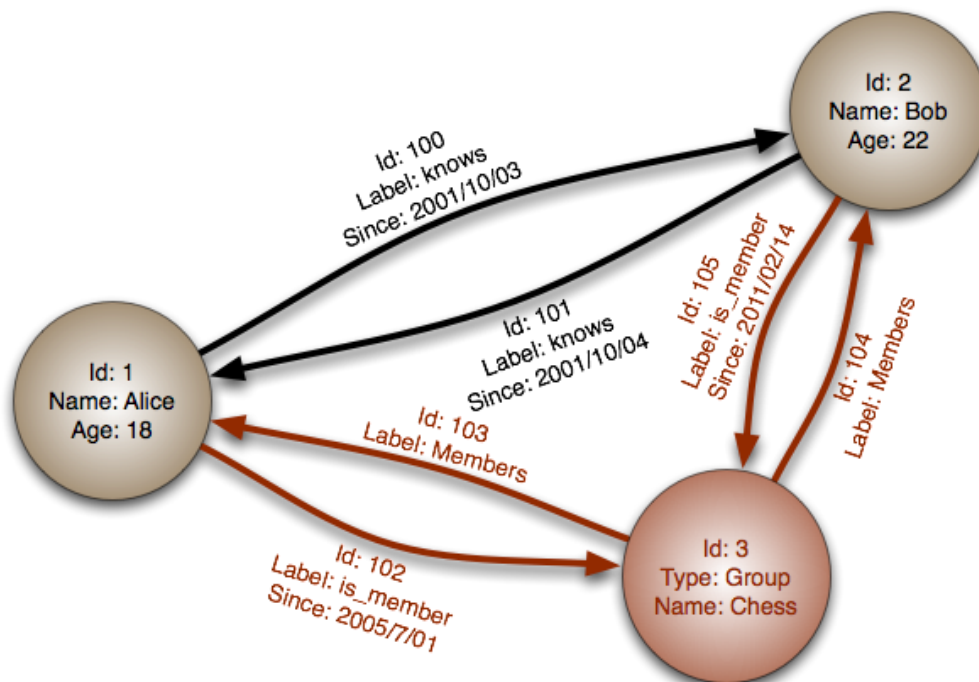 Id: 2
Name: Bob
Age: 22
Id: 100
Label: knows
Since: 2001/10/03
Id: 101
Label: knows
Since: 2001/10/04
Id: 105
Label: is_member
Since: 2011/02/14
Id: 104
Label: Members
Id: 1
Name: Alice
Age: 18
Id: 103
Label: Members
Id: 102
Label: is_member
Since: 2005/7/01
Id: 3
Type: Group
Name: Chess